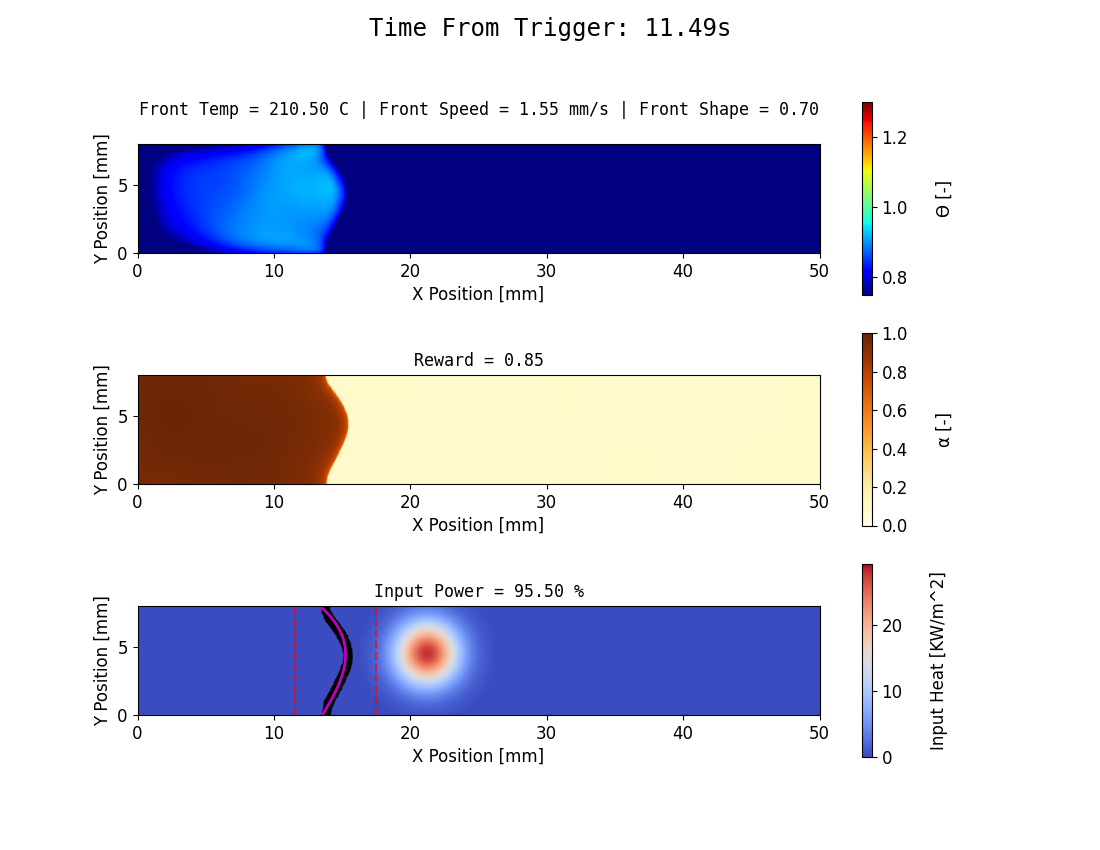 Time From Trigger: 11.49s
Front Temp = 210.50 C | Front Speed = 1.55 mm/s | Front Shape = 0.70
Y Position [mm]
5
0
0 10 20 30 40 50
X Position [mm]
1.2
1.0
0.8
Θ [-]
Reward = 0.85
Y Position [mm]
5
0
0 10 20 30 40 50
X Position [mm]
1.0
0.8
0.6
0.4
0.2
0.0
α [-]
Input Power = 95.50 %
Y Position [mm]
5
0
0 10 20 30 40 50
X Position [mm]
20
10
0
Input Heat [KW/m^2]